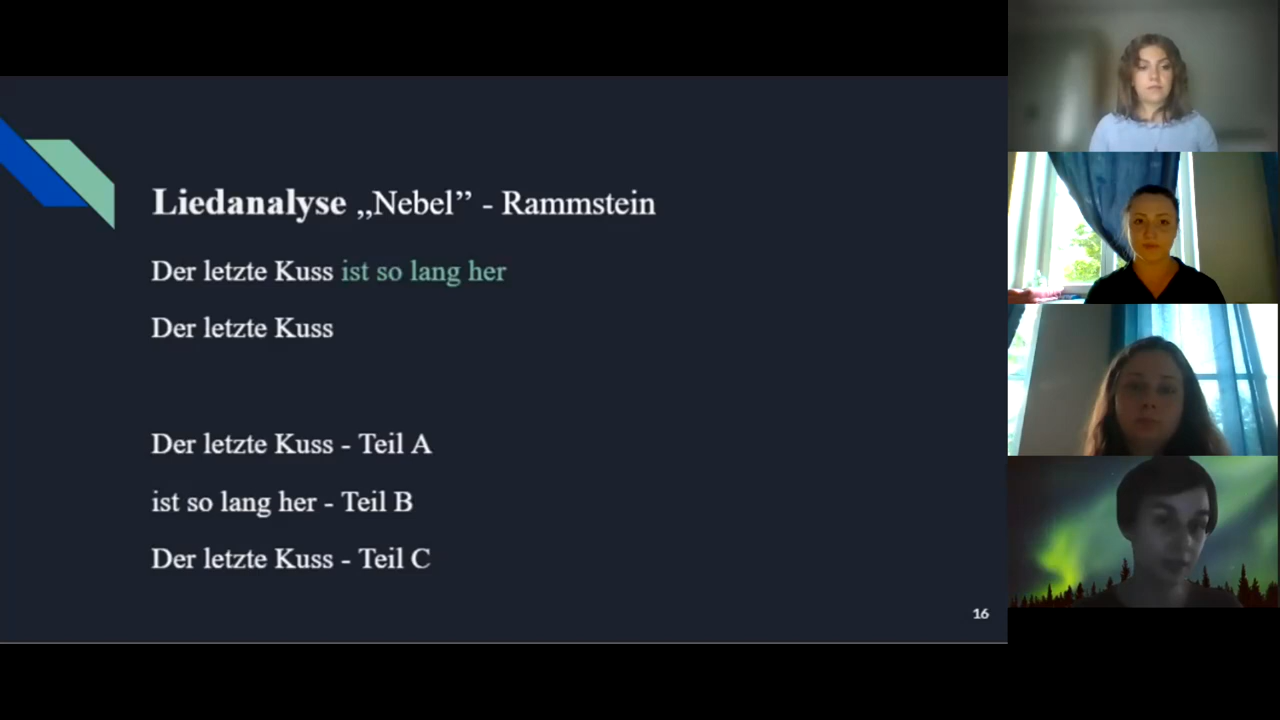 Liedanalyse „Nebel” - Rammstein
Der letzte Kuss ist so lang her
Der letzte Kuss
Der letzte Kuss - Teil A
ist so lang her - Teil B
Der letzte Kuss - Teil C
16